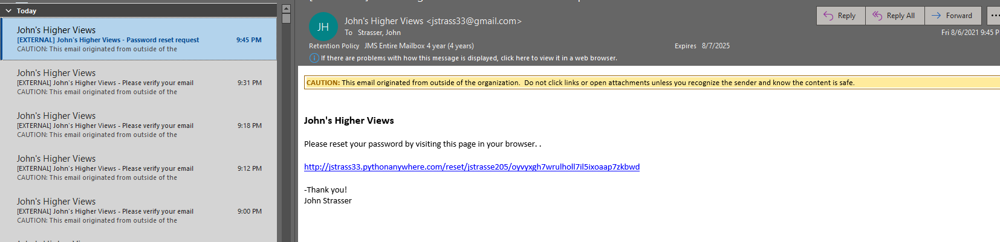 Today
John's Higher Views
[EXTERNAL] John's Higher Views - Password reset request 9:45 PM
CAUTION: This email originated from outside of the
John's Higher Views
[EXTERNAL] John's Higher Views - Please verify your email 9:31 PM
CAUTION: This email originated from outside of the
John's Higher Views
[EXTERNAL] John's Higher Views - Please verify your email 9:18 PM
CAUTION: This email originated from outside of the
John's Higher Views
[EXTERNAL] John's Higher Views - Please verify your email 9:12 PM
CAUTION: This email originated from outside of the
John's Higher Views
[EXTERNAL] John's Higher Views - Please verify your email 9:00 PM
CAUTION: This email originated from outside of the
Reply Reply All Forward
JH
John's Higher Views <jstrass33@gmail.com>
To Strasser, John
Fri 8/6/2021 9:45 P
Retention Policy JMS Entire Mailbox 4 year (4 years) Expires 8/7/2025
If there are problems with how this message is displayed, click here to view it in a web browser.
CAUTION: This email originated from outside of the organization. Do not click links or open attachments unless you recognize the sender and know the content is safe.
John's Higher Views
Please reset your password by visiting this page in your browser. .
http://jstrass33.pythonanywhere.com/reset/jstrasse205/oyvyxgh7wrulholl7il5ixoaap7zkbwd
-Thank you!
John Strasser